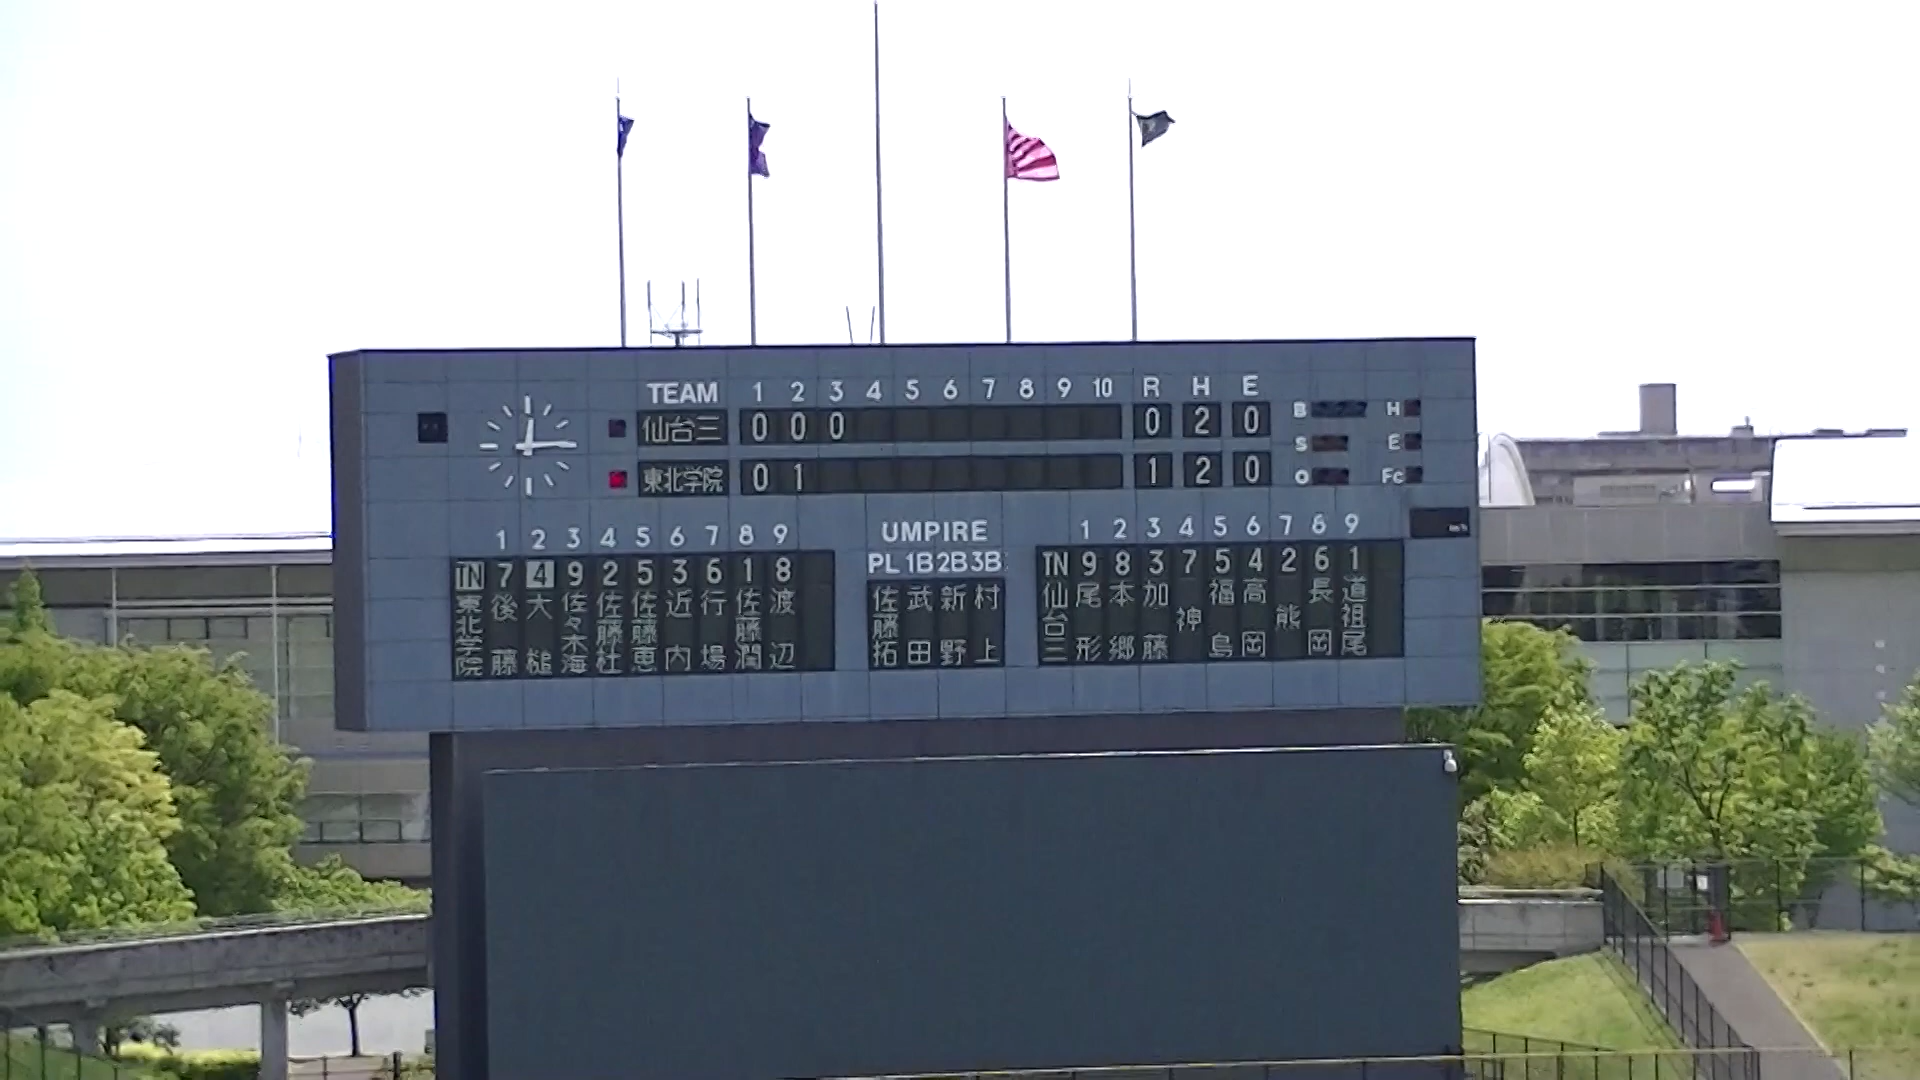 TEAM 1 2 3 4 5 6 7 8 9 10 R H E
仙台三 0 0 0 0 2 0
東北学院 0 1 1 2 0
B H
S E
O Fc
1 2 3 4 5 6 7 8 9
TN 7 4 9 2 5 3 6 1 8
東北学院 後藤 大槌 佐々木海 佐藤 佐藤恵 近内 行場 佐藤潤 渡辺
UMPIRE
PL 1B 2B 3B
佐藤拓 武田 新野 村上
1 2 3 4 5 6 7 8 9
TN 9 8 3 7 5 4 2 6 1
仙台三 尾形 本郷 加藤 神 福島 高岡 熊 長岡 道祖尾